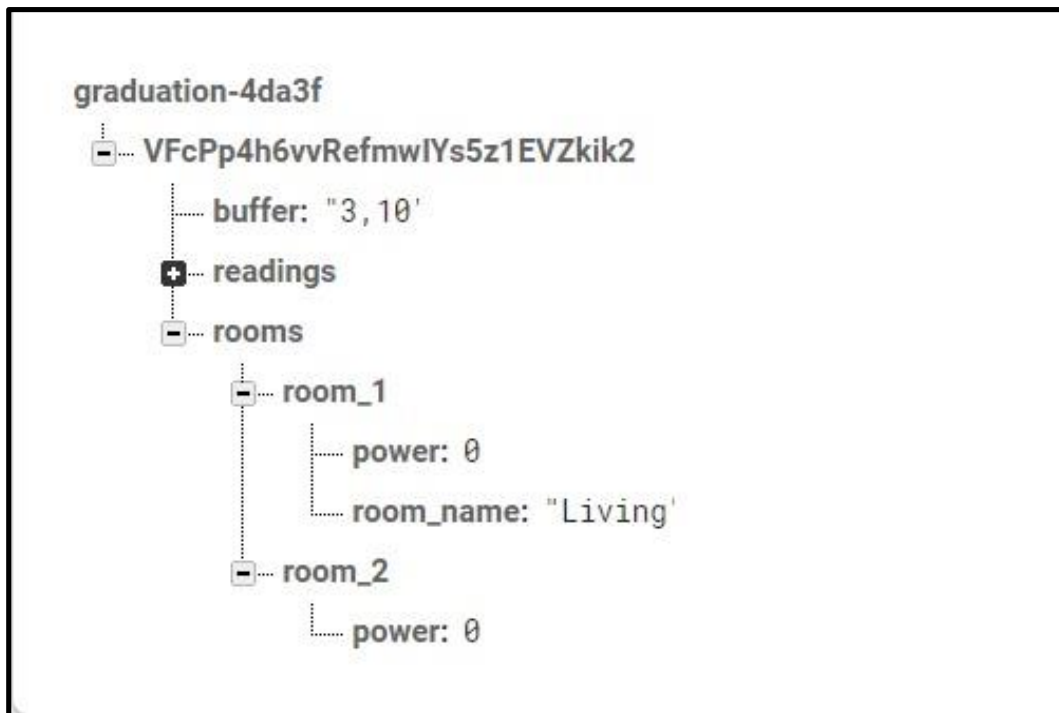 graduation-4da3f
VFcPp4h6vvRefmwIYs5z1EVZkik2
buffer: "3,10'
readings
rooms
room_1
power: 0
room_name: "Living'
room_2
power: 0